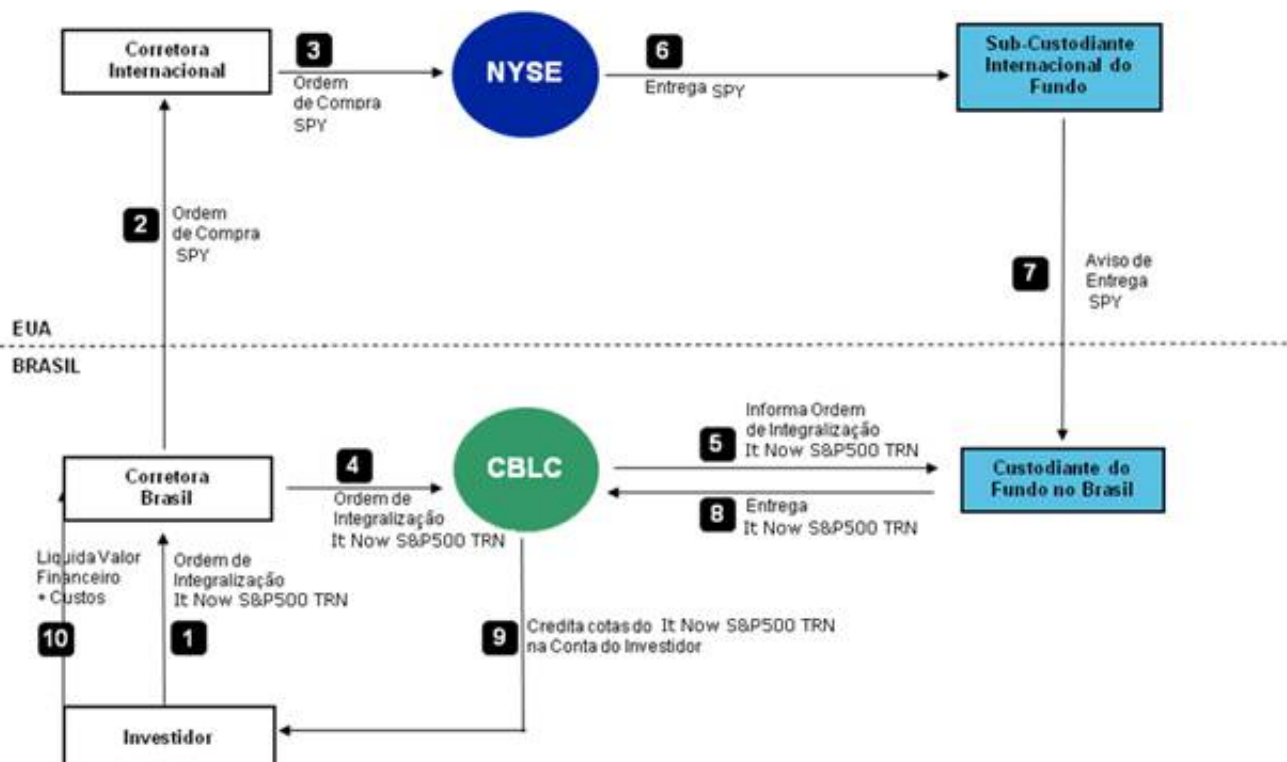 Corretora
Internacional
3
Ordem
de Compra
SPY
NYSE
6
Entrega SPY
Sub-Custodiante
Internacional do
Fundo
2
Ordem
de Compra
SPY
7
Aviso de
Entrega
SPY
EUA
BRASIL
Corretora
Brasil
4
Ordem de
Integralização
It Now S&P500 TRN
CBLC
5
Informa Ordem
de Integralização
It Now S&P500 TRN
8
Entrega
It Now S&P500 TRN
Custodiante do
Fundo no Brasil
Liquida Valor
Financeiro
+ Custos
10
Ordem de
Integralização
It Now S&P500 TRN
1
9
Credita cotas do It Now S&P500 TRN
na Conta do Investidor
Investidor